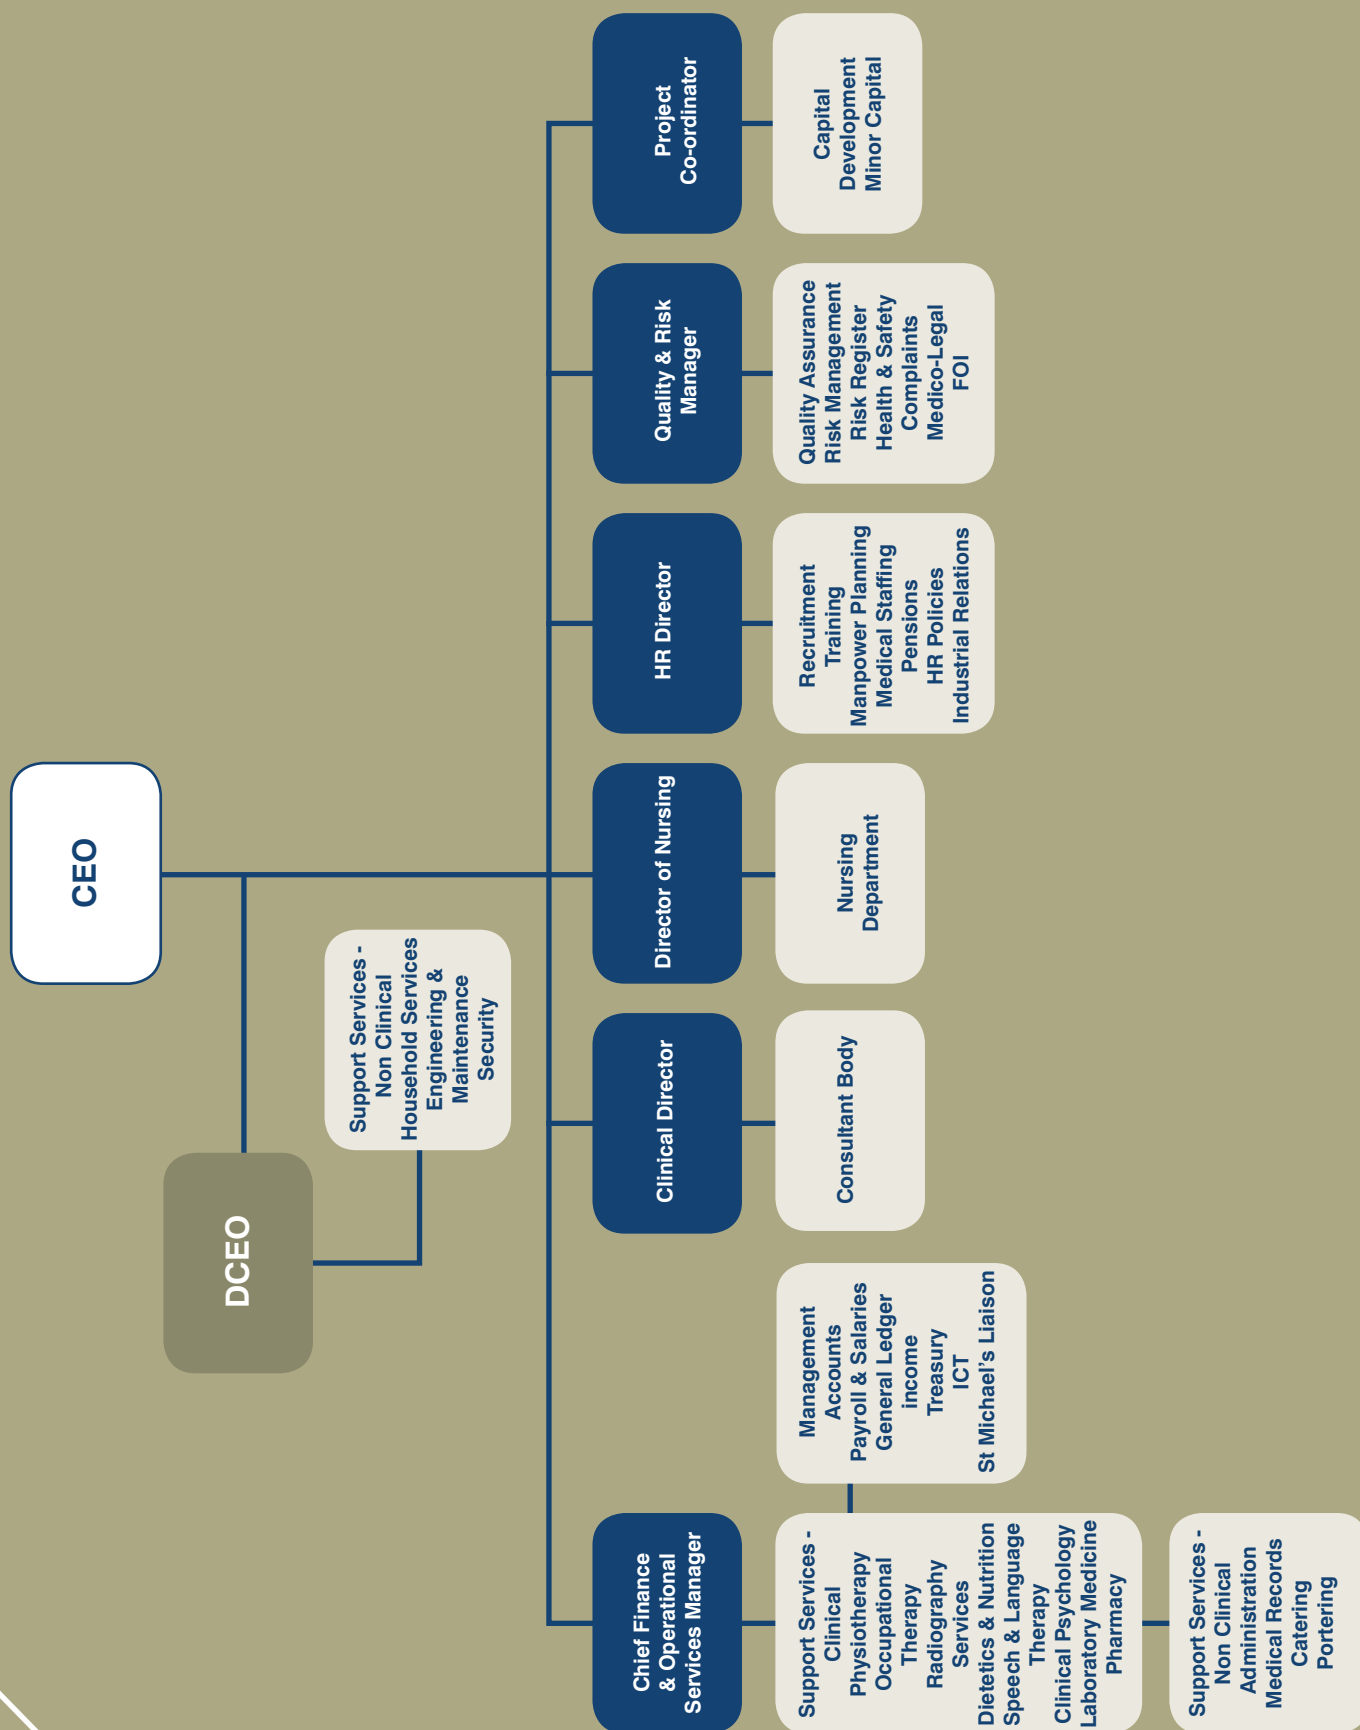 CEO
DCEO
Support Services -
Non Clinical
Household Services
Engineering &
Maintenance
Security
Chief Finance
& Operational
Services Manager
Clinical Director
Director of Nursing
HR Director
Quality & Risk
Manager
Project
Co-ordinator
Support Services -
Clinical
Physiotherapy
Occupational
Therapy
Radiography
Services
Dietetics & Nutrition
Speech & Language
Therapy
Clinical Psychology
Laboratory Medicine
Pharmacy
Management
Accounts
Payroll & Salaries
General Ledger
income
Treasury
ICT
St Michael's Liaison
Consultant Body
Nursing
Department
Recruitment
Training
Manpower Planning
Medical Staffing
Pensions
HR Policies
Industrial Relations
Quality Assurance
Risk Management
Risk Register
Health & Safety
Complaints
Medico-Legal
FOI
Capital
Development
Minor Capital
Support Services -
Non Clinical
Administration
Medical Records
Catering
Portering